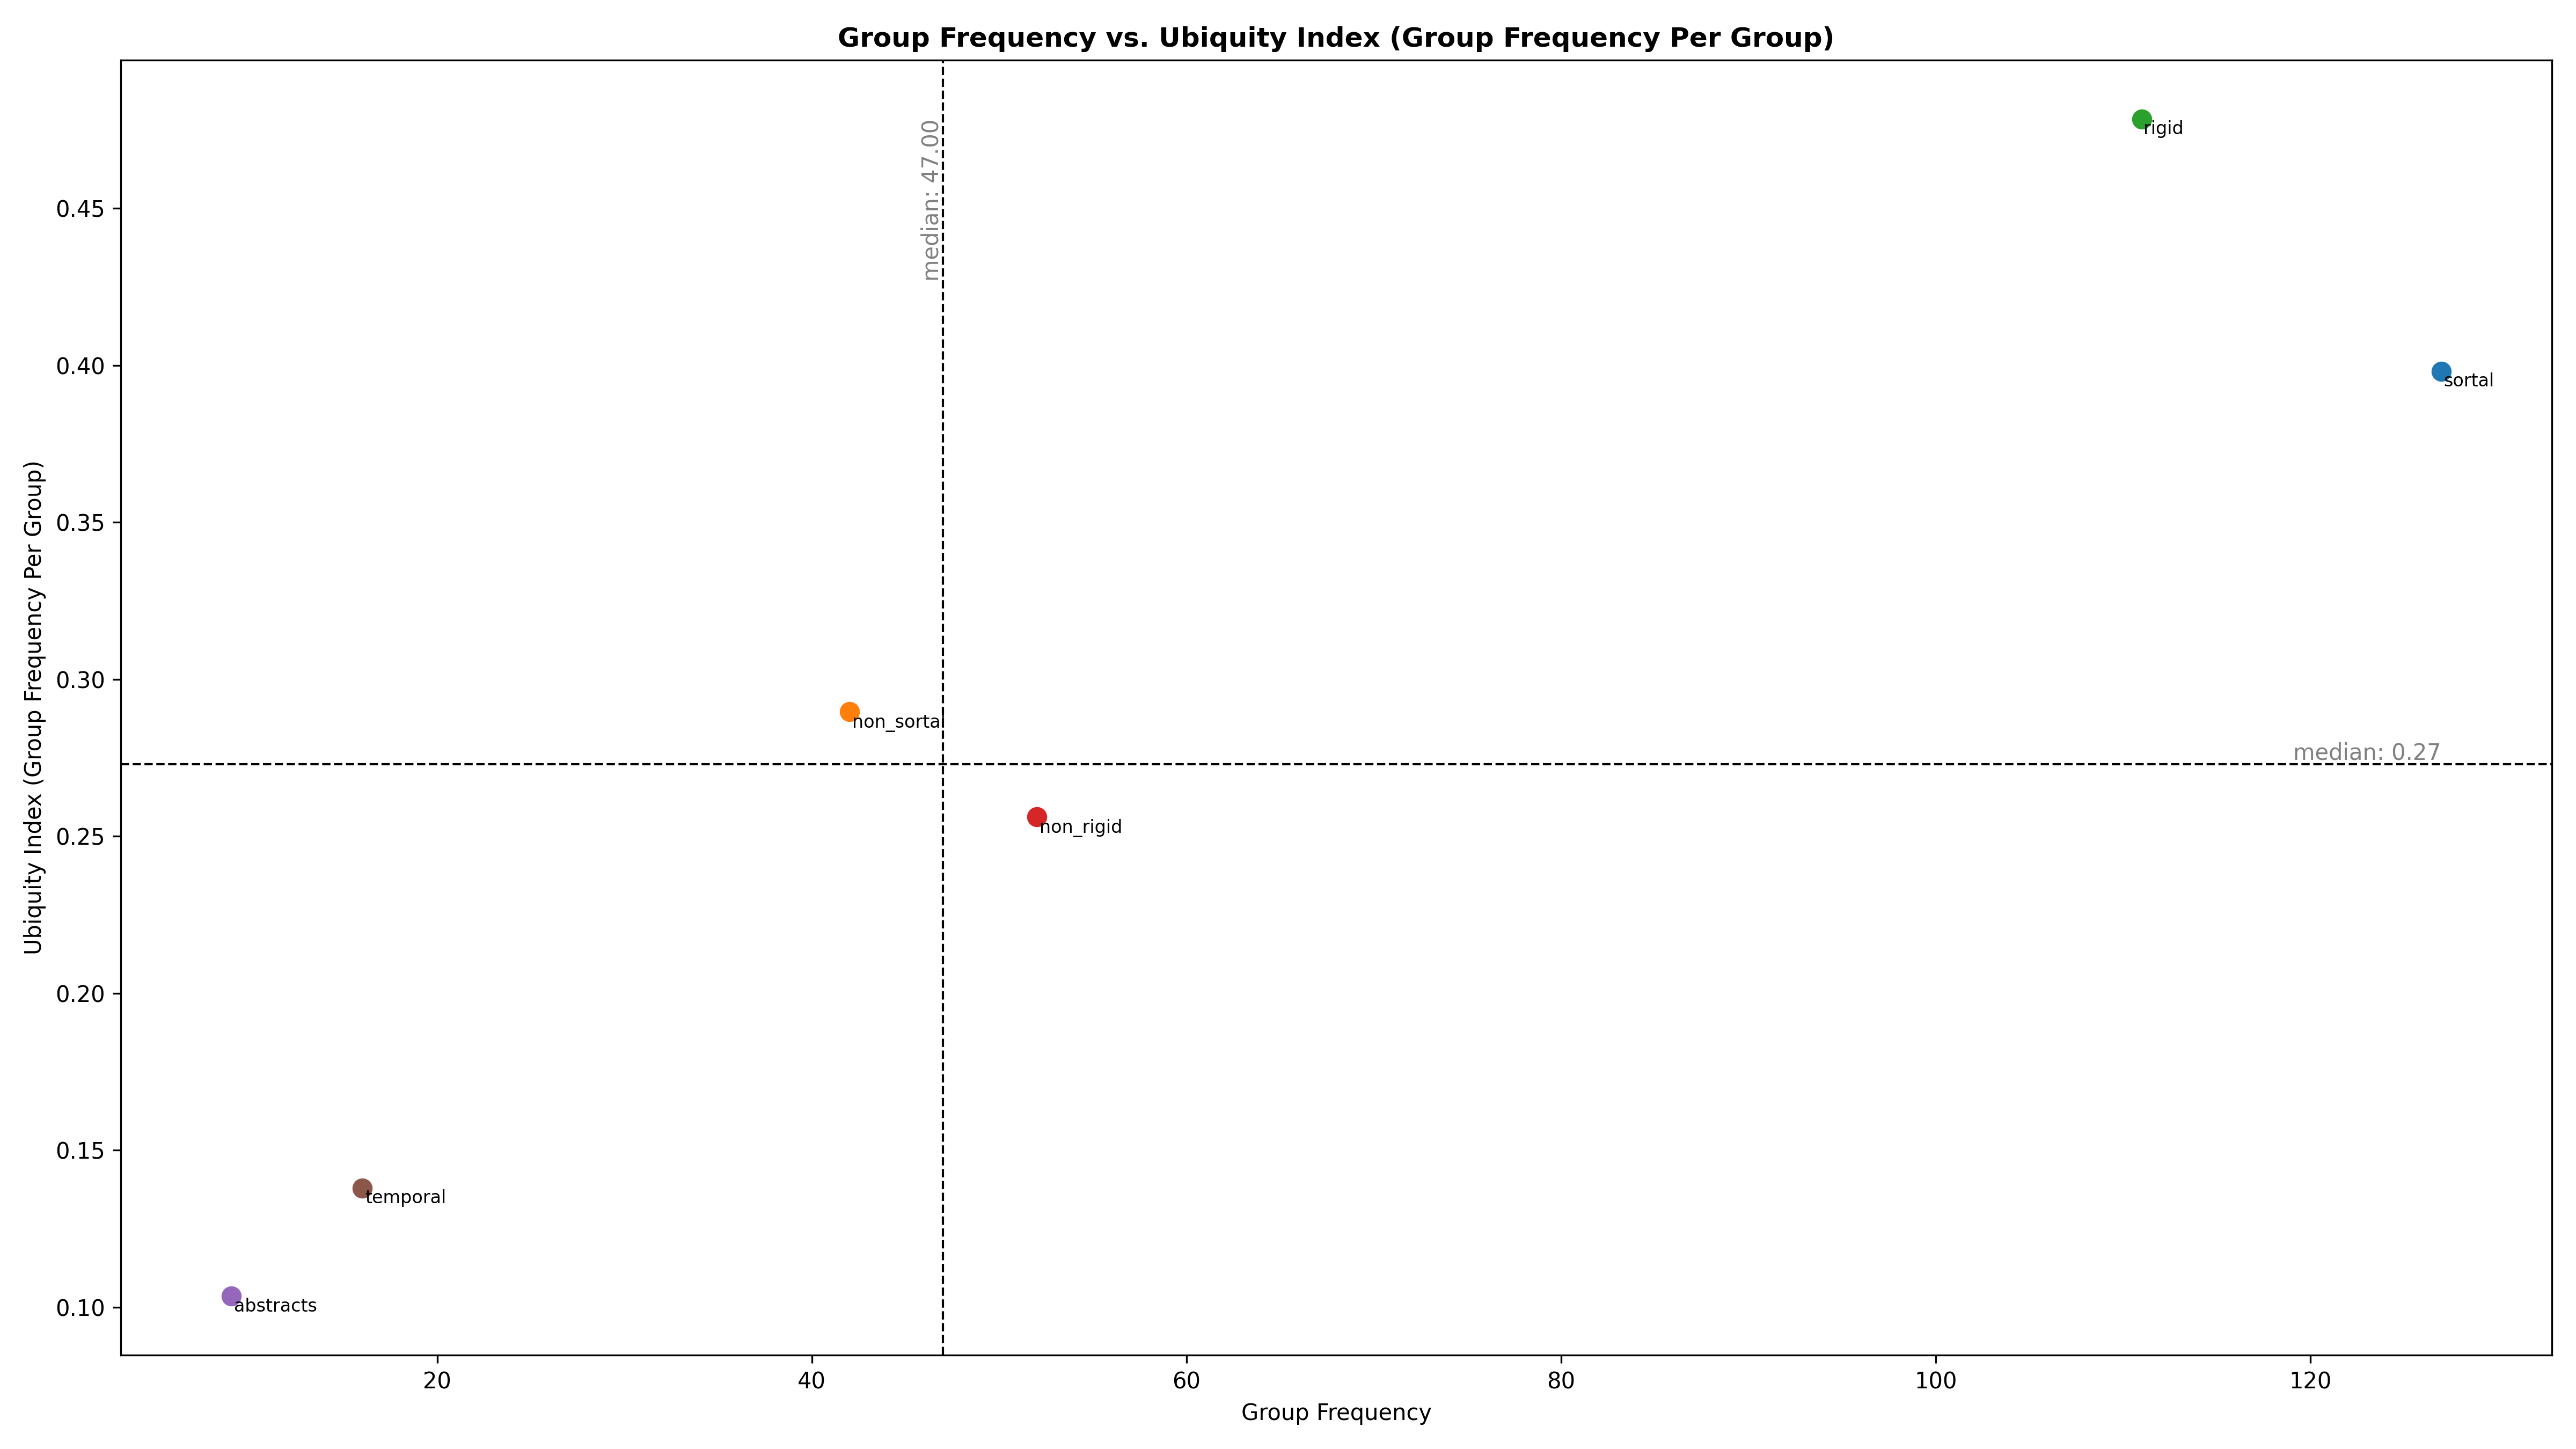 Group Frequency vs. Ubiquity Index (Group Frequency Per Group)
median: 47.00
rigid
0.45
0.40
sortal
Ubiquity Index (Group Frequency Per Group)
0.35
0.30
non_sortal
median: 0.27
0.25
non_rigid
0.20
0.15
temporal
0.10
abstracts
20
40
60
80
100
120
Group Frequency